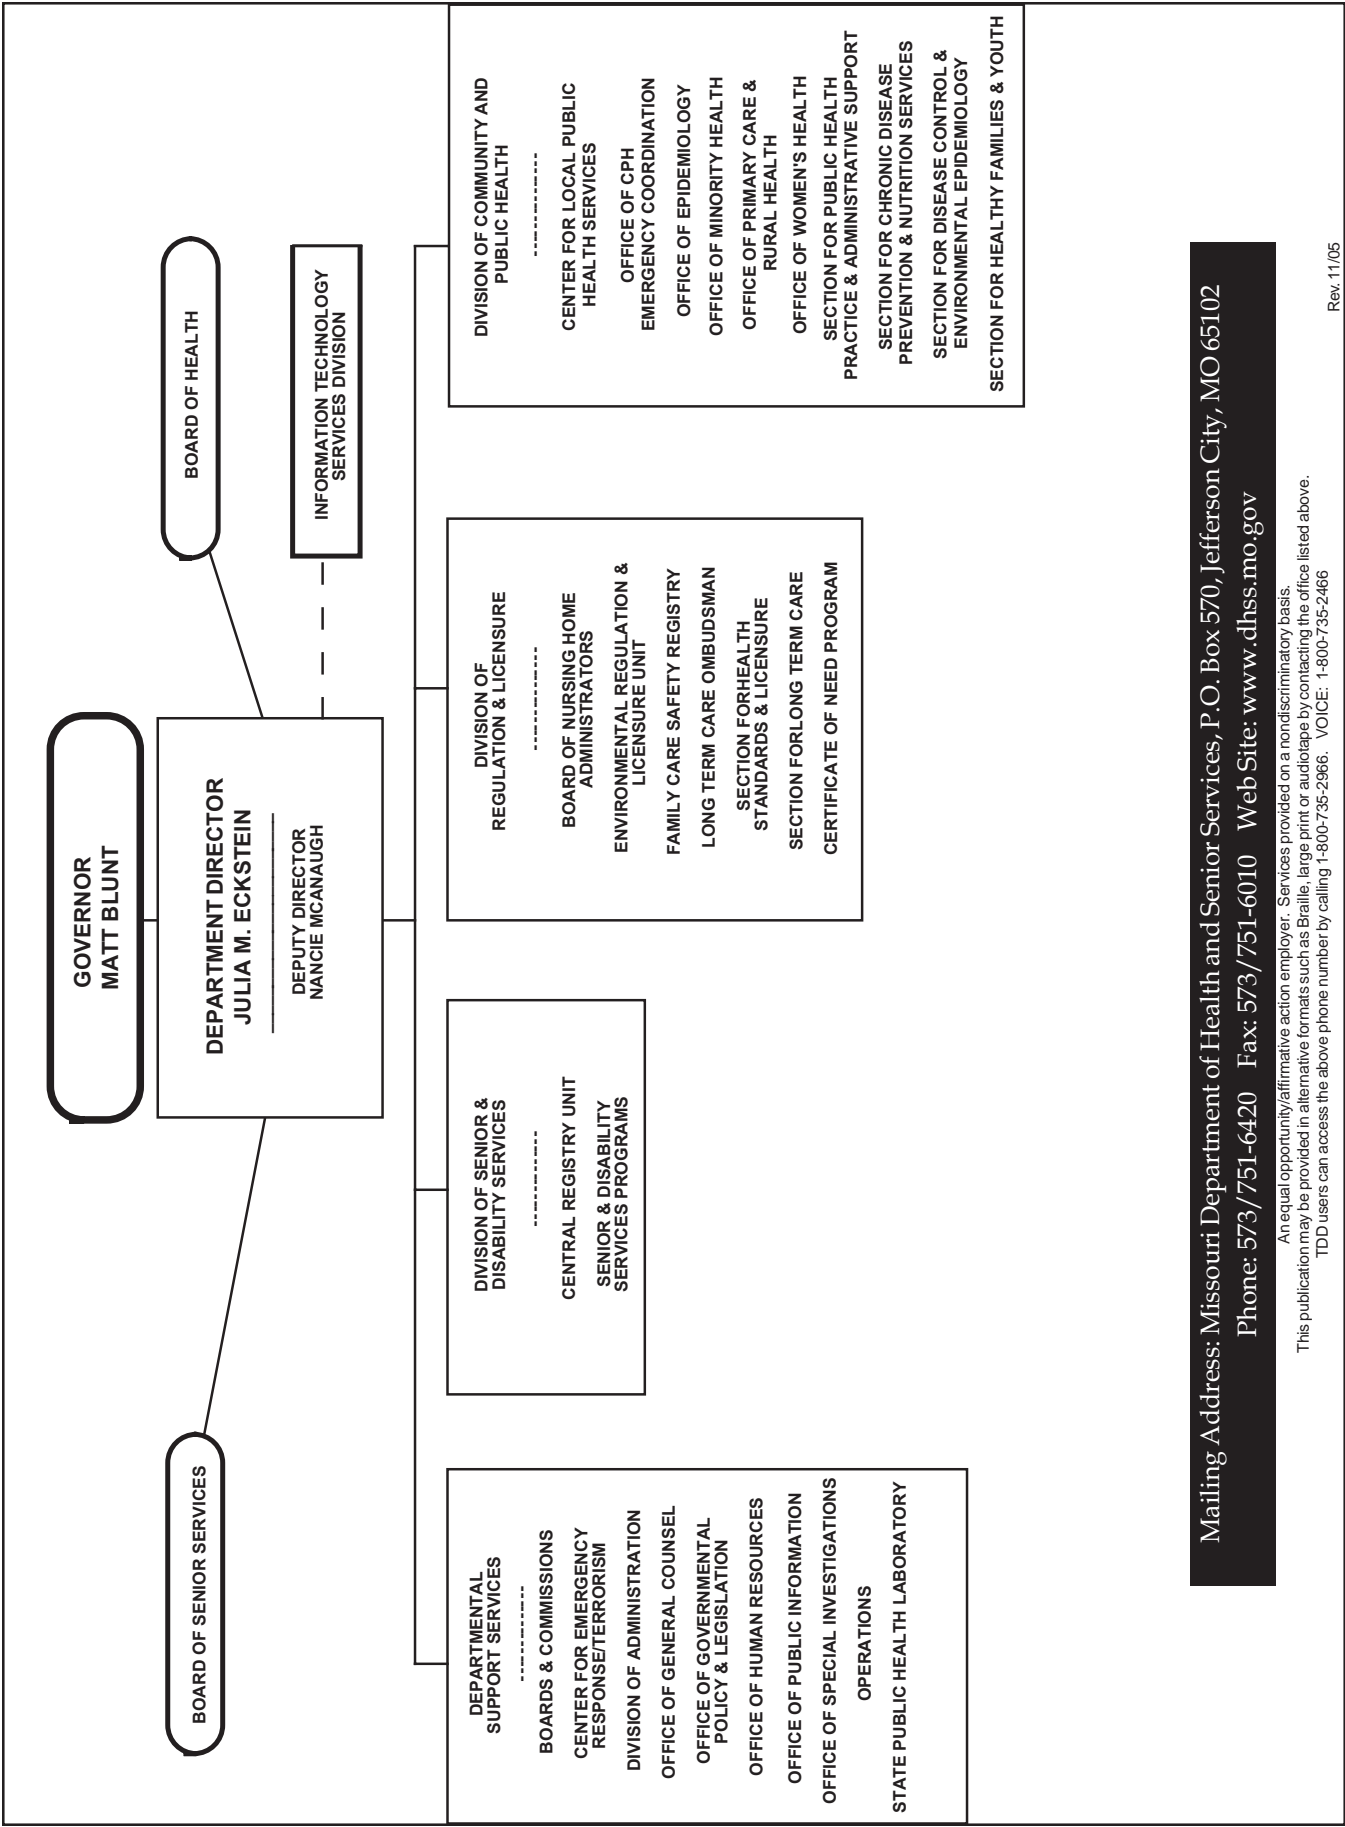 GOVERNOR
MATT BLUNT
BOARD OF SENIOR SERVICES
BOARD OF HEALTH
DEPARTMENT DIRECTOR
JULIA M. ECKSTEIN
DEPUTY DIRECTOR
NANCIE MCANAUGH
INFORMATION TECHNOLOGY
SERVICES DIVISION
DEPARTMENTAL
SUPPORT SERVICES
BOARDS & COMMISSIONS
CENTER FOR EMERGENCY
RESPONSE/TERRORISM
DIVISION OF ADMINISTRATION
OFFICE OF GENERAL COUNSEL
OFFICE OF GOVERNMENTAL
POLICY & LEGISLATION
OFFICE OF HUMAN RESOURCES
OFFICE OF PUBLIC INFORMATION
OFFICE OF SPECIAL INVESTIGATIONS
OPERATIONS
STATE PUBLIC HEALTH LABORATORY
DIVISION OF SENIOR &
DISABILITY SERVICES
CENTRAL REGISTRY UNIT
SENIOR & DISABILITY
SERVICES PROGRAMS
DIVISION OF
REGULATION & LICENSURE
BOARD OF NURSING HOME
ADMINISTRATORS
ENVIRONMENTAL REGULATION &
LICENSURE UNIT
FAMILY CARE SAFETY REGISTRY
LONG TERM CARE OMBUDSMAN
SECTION FORHEALTH
STANDARDS & LICENSURE
SECTION FORLONG TERM CARE
CERTIFICATE OF NEED PROGRAM
DIVISION OF COMMUNITY AND
PUBLIC HEALTH
CENTER FOR LOCAL PUBLIC
HEALTH SERVICES
OFFICE OF CPH
EMERGENCY COORDINATION
OFFICE OF EPIDEMIOLOGY
OFFICE OF MINORITY HEALTH
OFFICE OF PRIMARY CARE &
RURAL HEALTH
OFFICE OF WOMEN'S HEALTH
SECTION FOR PUBLIC HEALTH
PRACTICE & ADMINISTRATIVE SUPPORT
SECTION FOR CHRONIC DISEASE
PREVENTION & NUTRITION SERVICES
SECTION FOR DISEASE CONTROL &
ENVIRONMENTAL EPIDEMIOLOGY
SECTION FOR HEALTHY FAMILIES & YOUTH
Mailing Address: Missouri Department of Health and Senior Services, P.O. Box 570, Jefferson City, MO 65102
Phone: 573/751-6420 Fax: 573/751-6010 Web Site: www.dhss.mo.gov
An equal opportunity/affirmative action employer. Services provided on a nondiscriminatory basis.
This publication may be provided in alternative formats such as Braille, large print or audiotape by contacting the office listed above.
TDD users can access the above phone number by calling 1-800-735-2966. VOICE: 1-800-735-2466
Rev. 11/05